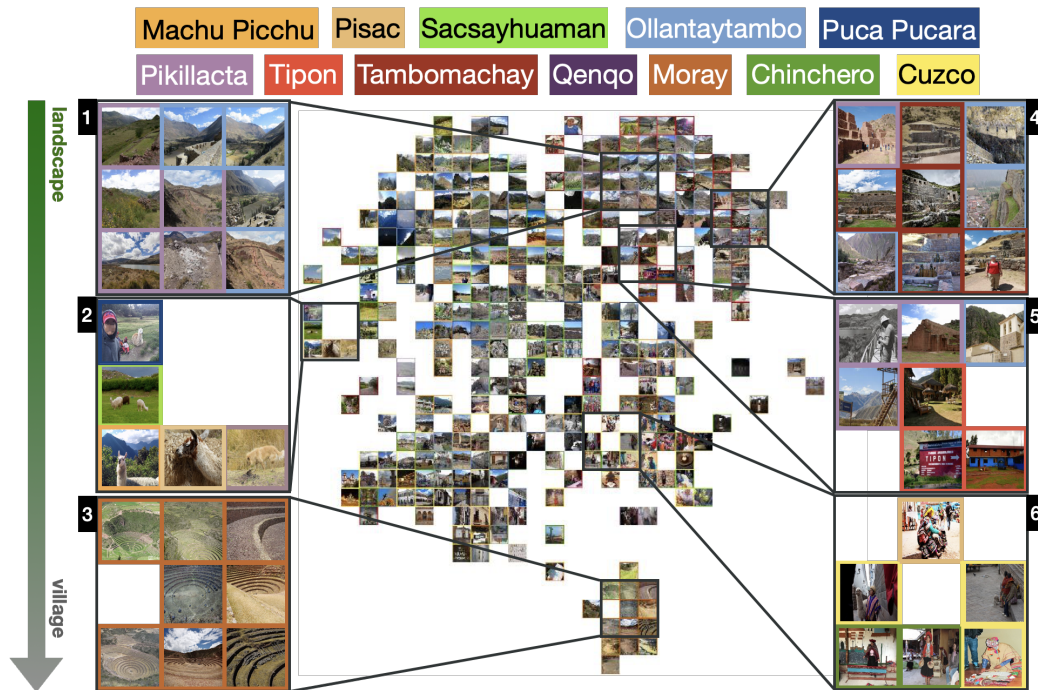 Machu Picchu Pisac Sacsayhuaman Ollantaytambo Puca Pucara
Pikillacta Tipon Tambomachay Qenqo Moray Chinchero Cuzco
landscape
village
1
2
3
4
5
6
TIPON